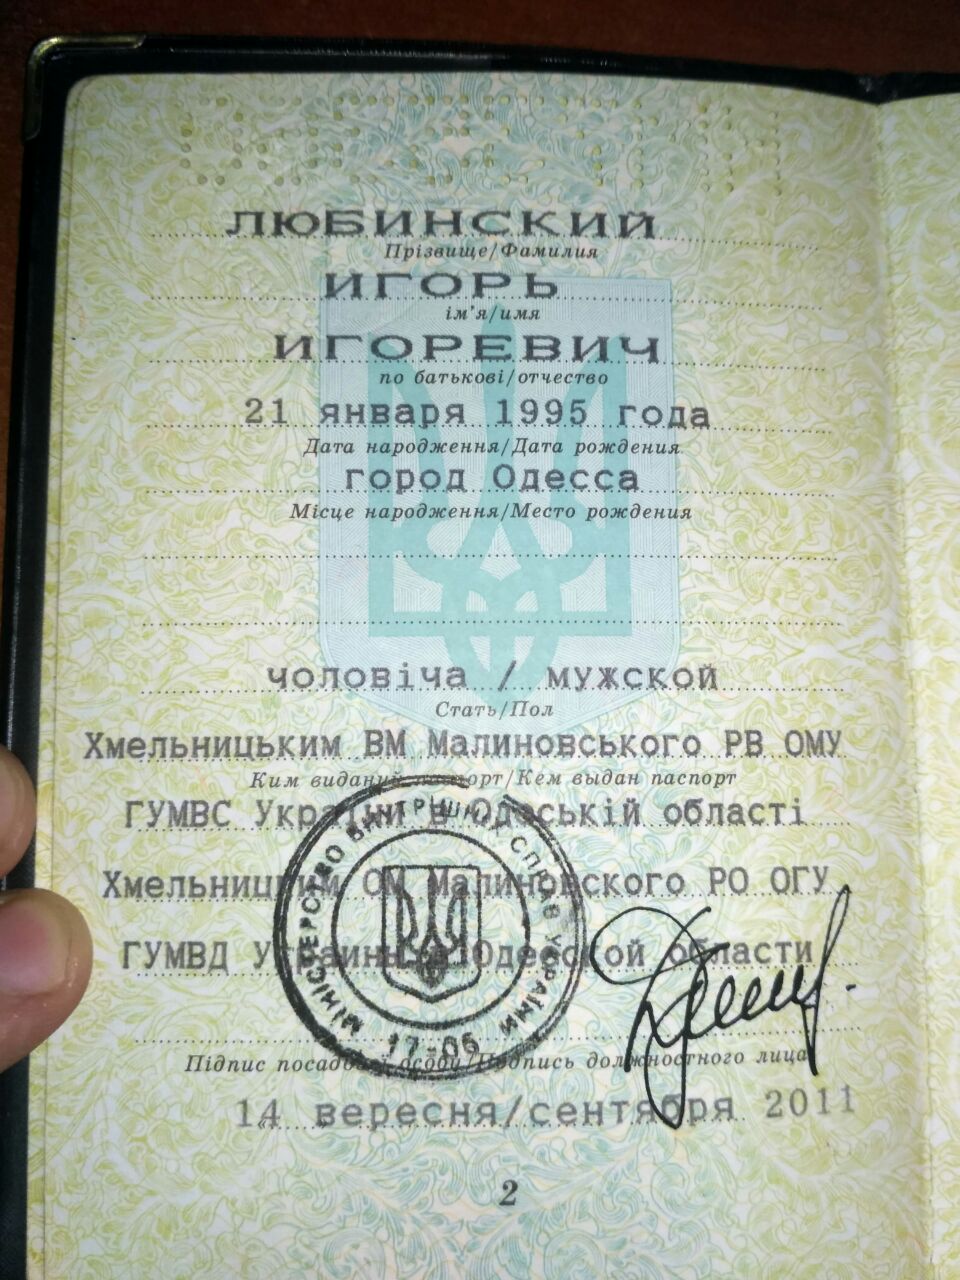 ЛЮБИНСКИЙ
Прізвище/Фамилия
ИГОРЬ
ім'я/имя
ИГОРЕВИЧ
по батькові/отчество
21 января 1995 года
Дата народження/Дата рождения
город Одесса
Місце народження/Место рождения
чоловіча / мужской
Стать/Пол
Хмельницьким ВМ Малиновського РВ ОМУ
Ким виданий паспорт/Кем выдан паспорт
ГУМВС України в Одеській області
Хмельницким ОМ Малиновского РО ОГУ
ГУМВД Украины в Одесской области
МІНІСТЕРСТВО ВНУТРІШНІХ СПРАВ УКРАЇНИ
17-06
Підпис посадової особи/Подпись должностного лица
14 вересня/сентября 2011
2